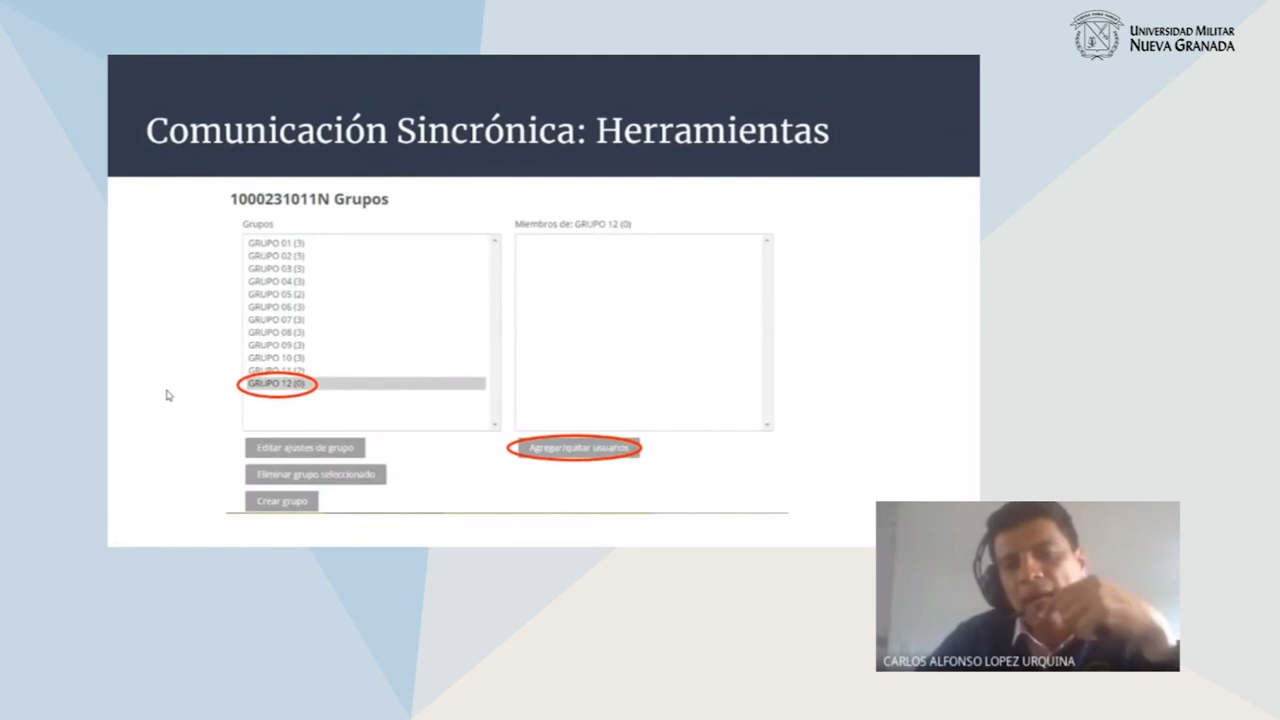 UNIVERSIDAD MILITAR
NUEVA GRANADA
Comunicación Sincrónica: Herramientas
1000231011N Grupos
Grupos
Miembros de: GRUPO 12 (0)
GRUPO 01 (3)
GRUPO 02 (3)
GRUPO 03 (3)
GRUPO 04 (3)
GRUPO 05 (2)
GRUPO 06 (3)
GRUPO 07 (3)
GRUPO 08 (3)
GRUPO 09 (3)
GRUPO 10 (3)
GRUPO 11 (2)
GRUPO 12 (0)
Editar ajustes de grupo
Agregar/quitar usuarios
Eliminar grupo seleccionado
Crear grupo
CARLOS ALFONSO LOPEZ URQUINA